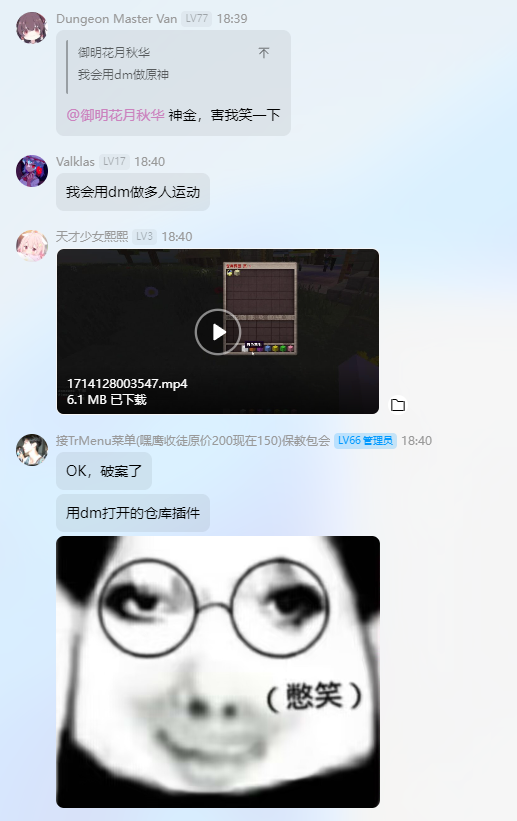 Dungeon Master Van LV77 18:39
御明花月秋华
我会用dm做原神
@御明花月秋华 神金，害我笑一下
Valklas LV17 18:40
我会用dm做多人运动
天才少女熙熙 LV3 18:40
1714128003547.mp4
6.1 MB 已下载
接TrMenu菜单(嘿鹰收徒原价200现在150)保教包会 LV66 管理员 18:40
OK，破案了
用dm打开的仓库插件
（憋笑）